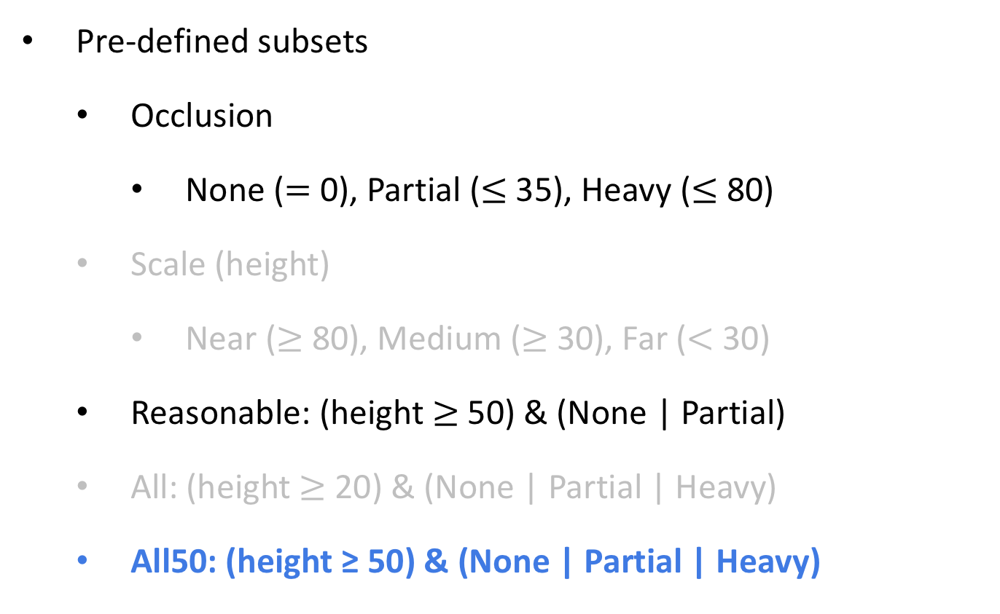 • Pre-defined subsets
• Occlusion
• None (= 0), Partial (≤ 35), Heavy (≤ 80)
• Scale (height)
• Near (≥ 80), Medium (≥ 30), Far (< 30)
• Reasonable: (height ≥ 50) & (None | Partial)
• All: (height ≥ 20) & (None | Partial | Heavy)
• All50: (height ≥ 50) & (None | Partial | Heavy)